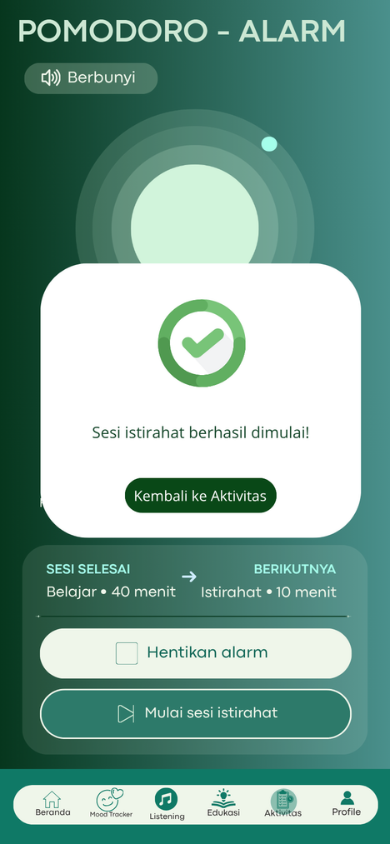 POMODORO - ALARM
Berbunyi
Sesi istirahat berhasil dimulai!
Kembali ke Aktivitas
SESI SELESAI
BERIKUTNYA
Belajar • 40 menit
Istirahat • 10 menit
Hentikan alarm
Mulai sesi istirahat
Beranda
Mood Tracker
Listening
Edukasi
Aktivitas
Profile